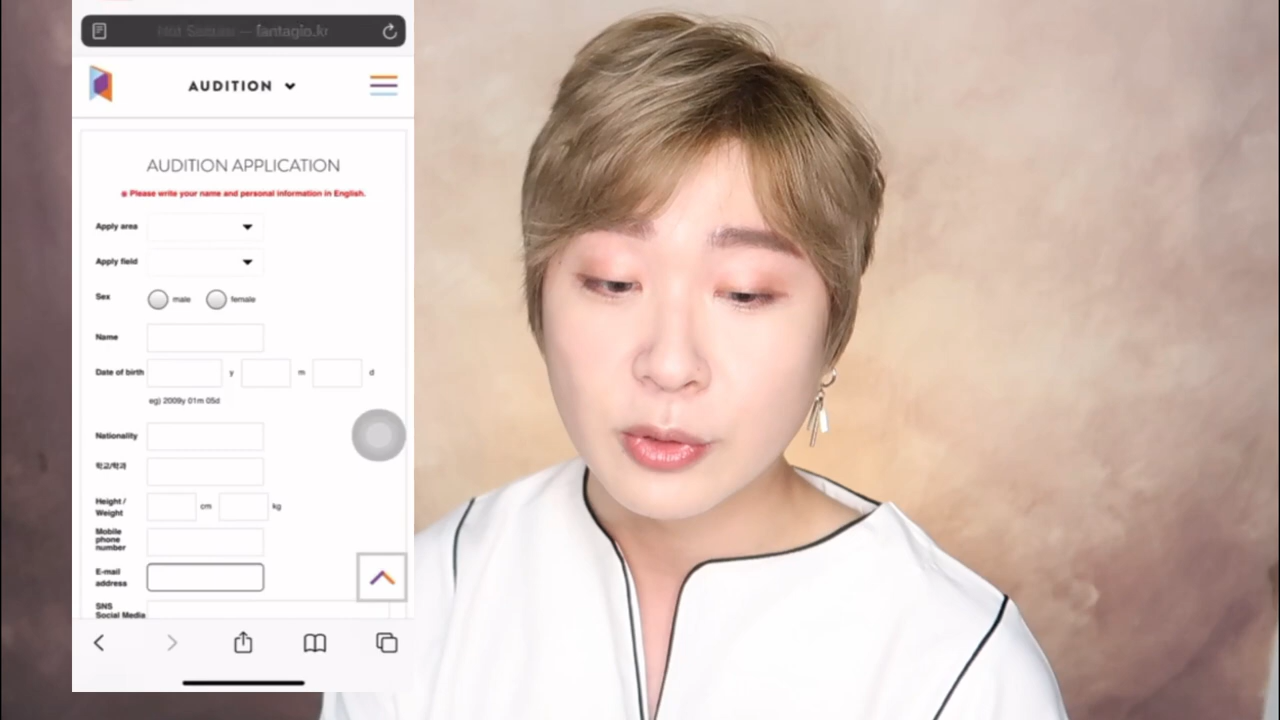 fantagio.kr
AUDITION
AUDITION APPLICATION
Please write your name and personal information in English.
Apply area
Apply field
Sex male female
Name
Date of birth y m d
eg) 2009y 01m 05d
Nationality
학교/학과
Height / Weight cm kg
Mobile phone number
E-mail address
SNS
Social Media